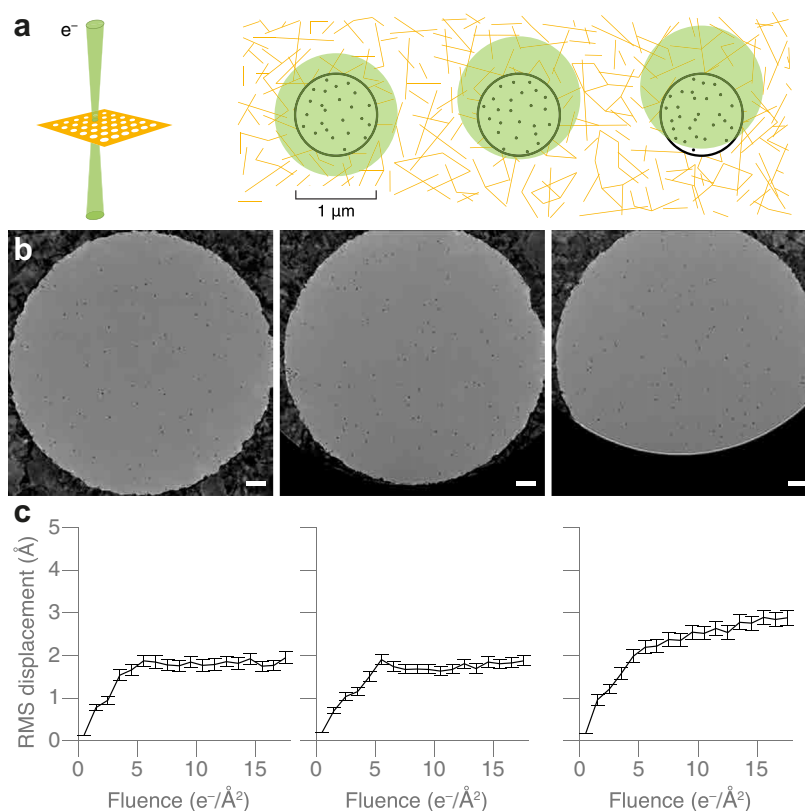 a
e⁻
1 μm
b
c
RMS displacement (Å)
5
4
3
2
1
0
0 5 10 15
0 5 10 15
0 5 10 15
Fluence (e⁻/Å²)
Fluence (e⁻/Å²)
Fluence (e⁻/Å²)